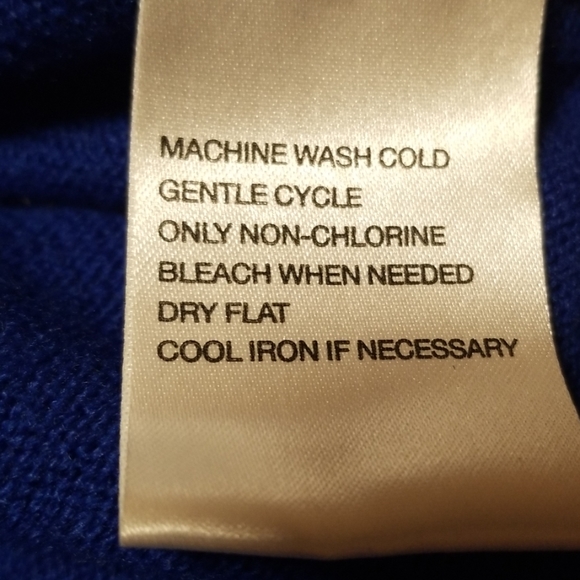 MACHINE WASH COLD
GENTLE CYCLE
ONLY NON-CHLORINE
BLEACH WHEN NEEDED
DRY FLAT
COOL IRON IF NECESSARY